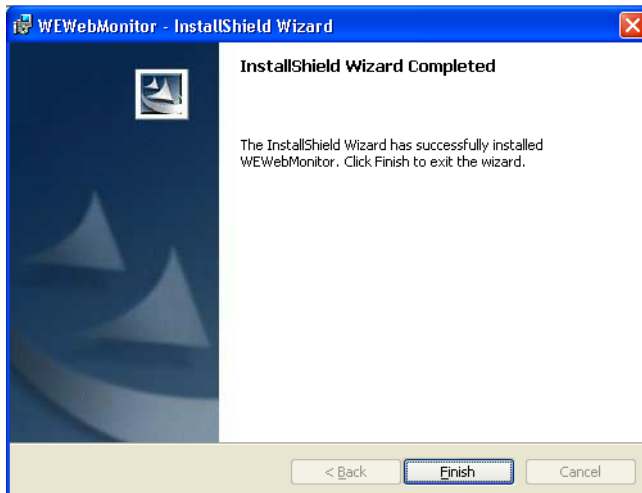 WEWebMonitor - InstallShield Wizard
InstallShield Wizard Completed
The InstallShield Wizard has successfully installed
WEWebMonitor. Click Finish to exit the wizard.
< Back Finish Cancel